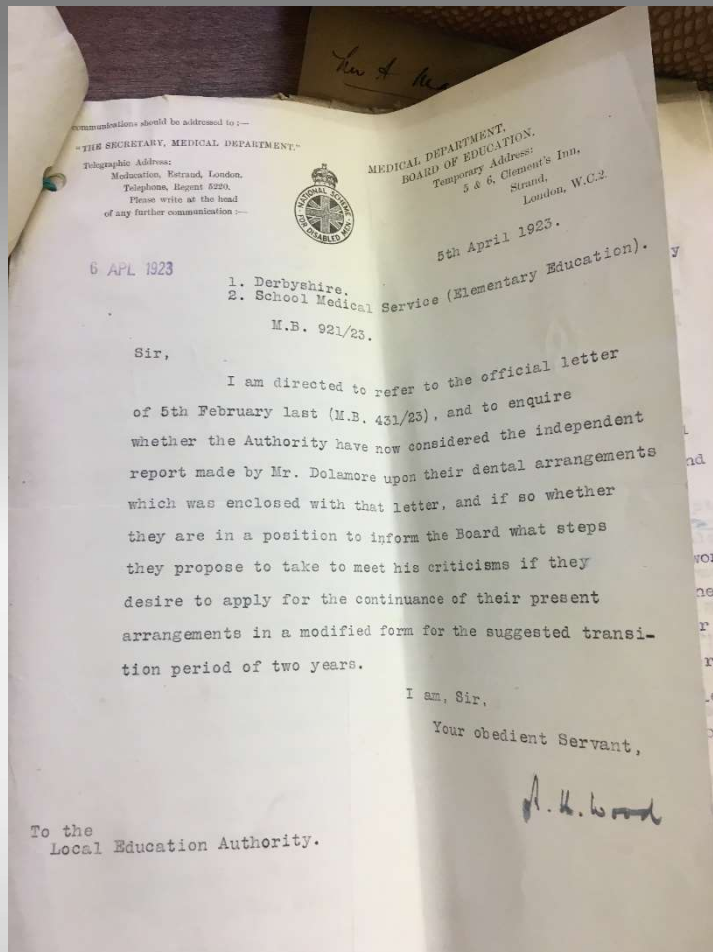 communications should be addressed to :—
"THE SECRETARY, MEDICAL DEPARTMENT."
Telegraphic Address:
Meducation, Estrand, London.
Telephone, Regent 5220.
Please write at the head
of any further communication :—
NATIONAL SCHEME
FOR DISABLED MEN
MEDICAL DEPARTMENT,
BOARD OF EDUCATION.
Temporary Address:
5 & 6, Clement's Inn,
Strand,
London, W.C.2.
5th April 1923.
6 APL 1923
1. Derbyshire.
2. School Medical Service (Elementary Education).
M.B. 921/23.
Sir,
I am directed to refer to the official letter
of 5th February last (M.B. 431/23), and to enquire
whether the Authority have now considered the independent
report made by Mr. Dolamore upon their dental arrangements
which was enclosed with that letter, and if so whether
they are in a position to inform the Board what steps
they propose to take to meet his criticisms if they
desire to apply for the continuance of their present
arrangements in a modified form for the suggested transi-
tion period of two years.
I am, Sir,
Your obedient Servant,
A. H. Wood
To the
Local Education Authority.